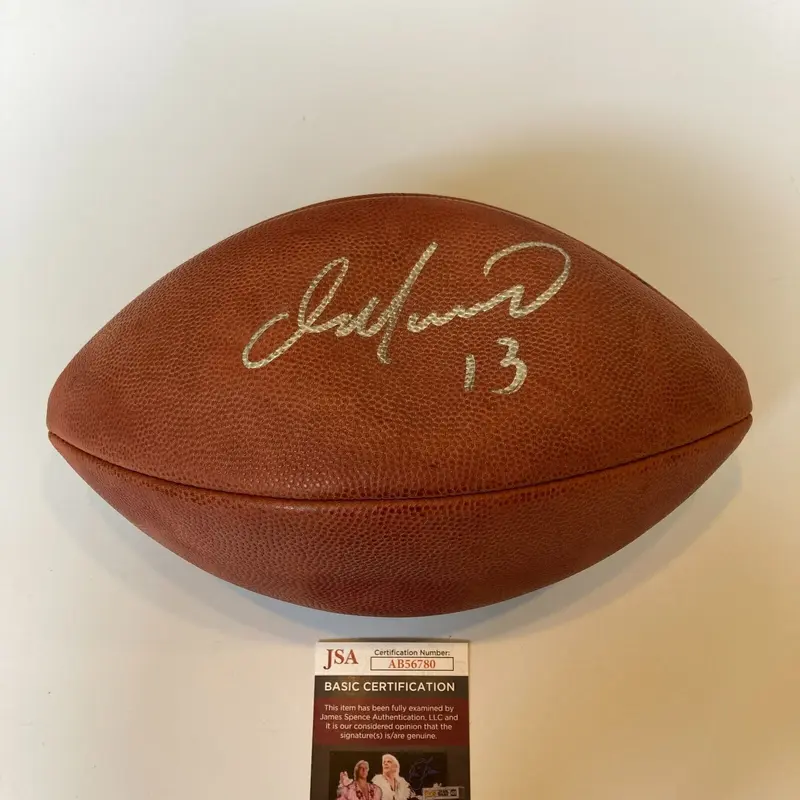 13
JSA
Certification Number:
AB56780
BASIC CERTIFICATION
This item has been fully examined by
James Spence Authentication, LLC and
it is our considered opinion that the
signature(s) is/are genuine.